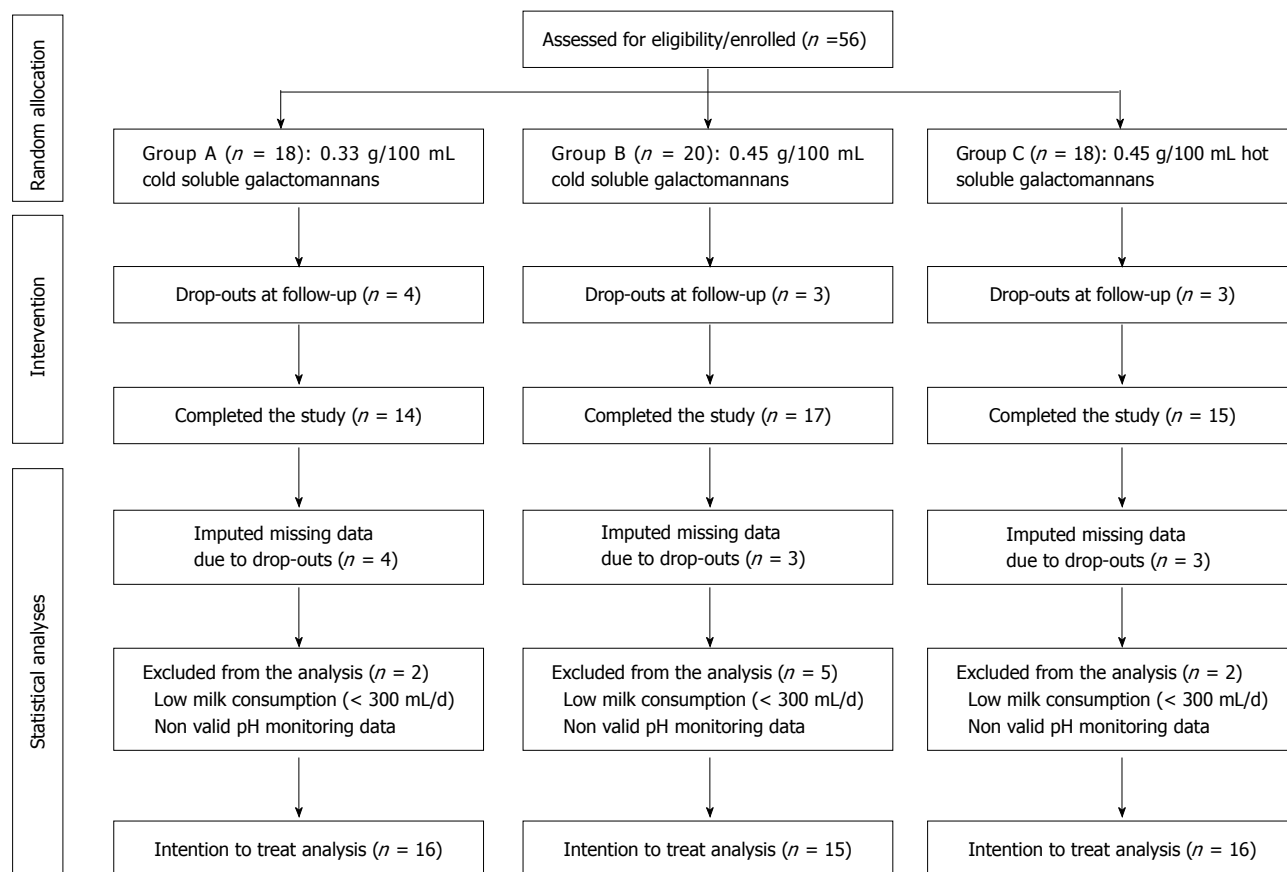 Random allocation
Assessed for eligibility/enrolled (n =56)
Group A (n = 18): 0.33 g/100 mL
cold soluble galactomannans
Group B (n = 20): 0.45 g/100 mL
cold soluble galactomannans
Group C (n = 18): 0.45 g/100 mL hot
soluble galactomannans
Intervention
Drop-outs at follow-up (n = 4)
Drop-outs at follow-up (n = 3)
Drop-outs at follow-up (n = 3)
Completed the study (n = 14)
Completed the study (n = 17)
Completed the study (n = 15)
Statistical analyses
Imputed missing data
due to drop-outs (n = 4)
Imputed missing data
due to drop-outs (n = 3)
Imputed missing data
due to drop-outs (n = 3)
Excluded from the analysis (n = 2)
Low milk consumption (< 300 mL/d)
Non valid pH monitoring data
Excluded from the analysis (n = 5)
Low milk consumption (< 300 mL/d)
Non valid pH monitoring data
Excluded from the analysis (n = 2)
Low milk consumption (< 300 mL/d)
Non valid pH monitoring data
Intention to treat analysis (n = 16)
Intention to treat analysis (n = 15)
Intention to treat analysis (n = 16)